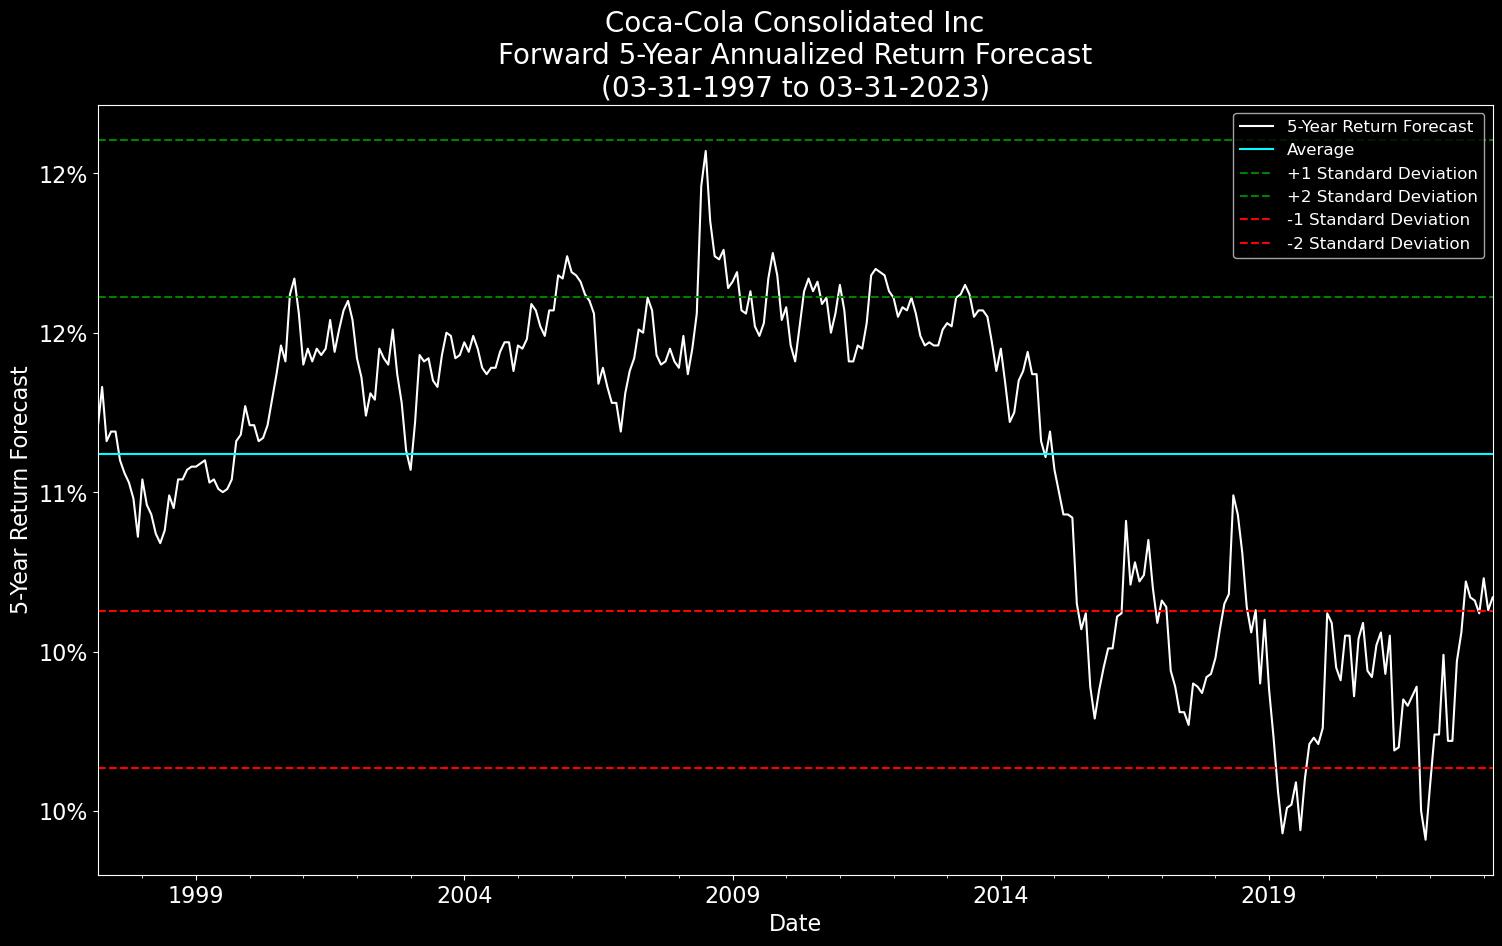 Coca-Cola Consolidated Inc
Forward 5-Year Annualized Return Forecast
(03-31-1997 to 03-31-2023)
5-Year Return Forecast
Average
+1 Standard Deviation
+2 Standard Deviation
-1 Standard Deviation
-2 Standard Deviation
12%
12%
11%
10%
10%
5-Year Return Forecast
1999
2004
2009
2014
2019
Date